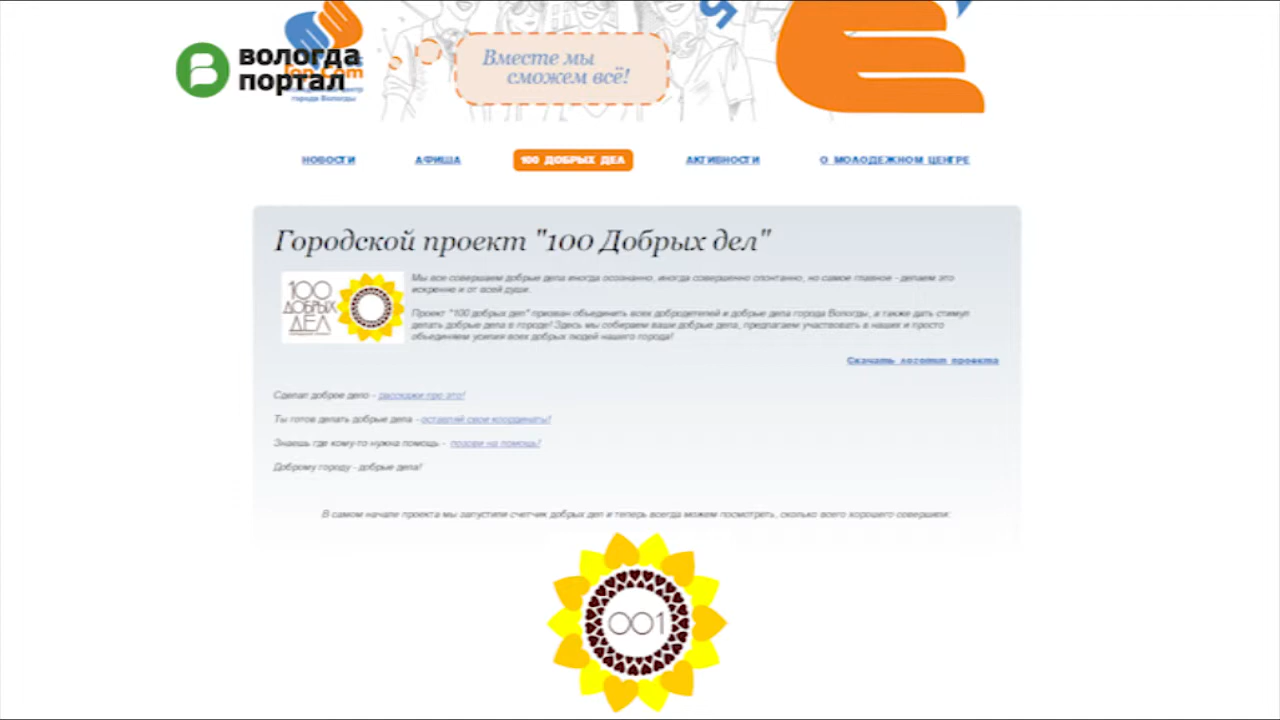 вологда
портал
города Вологды
Вместе мы
сможем всё!
НОВОСТИ
АФИША
100 ДОБРЫХ ДЕЛ
АКТИВНОСТИ
О МОЛОДЕЖНОМ ЦЕНТРЕ
Городской проект "100 Добрых дел"
100
ДОБРЫХ
ДЕЛ
Мы все совершаем добрые дела иногда осознанно, иногда совершенно спонтанно, но самое главное - делаем это
искренне и от всей души.
Проект "100 добрых дел" призван объединить всех добродетелей и добрые дела города Вологды, а также дать стимул
делать добрые дела в городе! Здесь мы собираем ваши добрые дела, предлагаем участвовать в наших и просто
объединяем усилия всех добрых людей нашего города!
Скачать логотип проекта
Сделал доброе дело - расскажи про это!
Ты готов делать добрые дела - оставляй свои координаты!
Знаешь где кому-то нужна помощь - позови на помощь!
Доброму городу - добрые дела!
В самом начале проекта мы запустили счетчик добрых дел и теперь всегда можем посмотреть, сколько всего хорошего совершили:
001